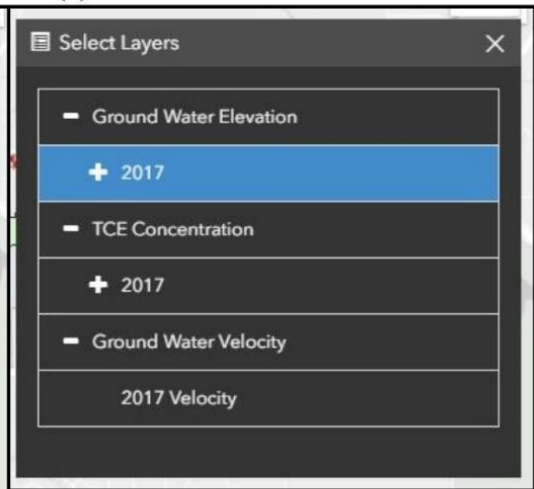 Select Layers
Ground Water Elevation
2017
TCE Concentration
2017
Ground Water Velocity
2017 Velocity